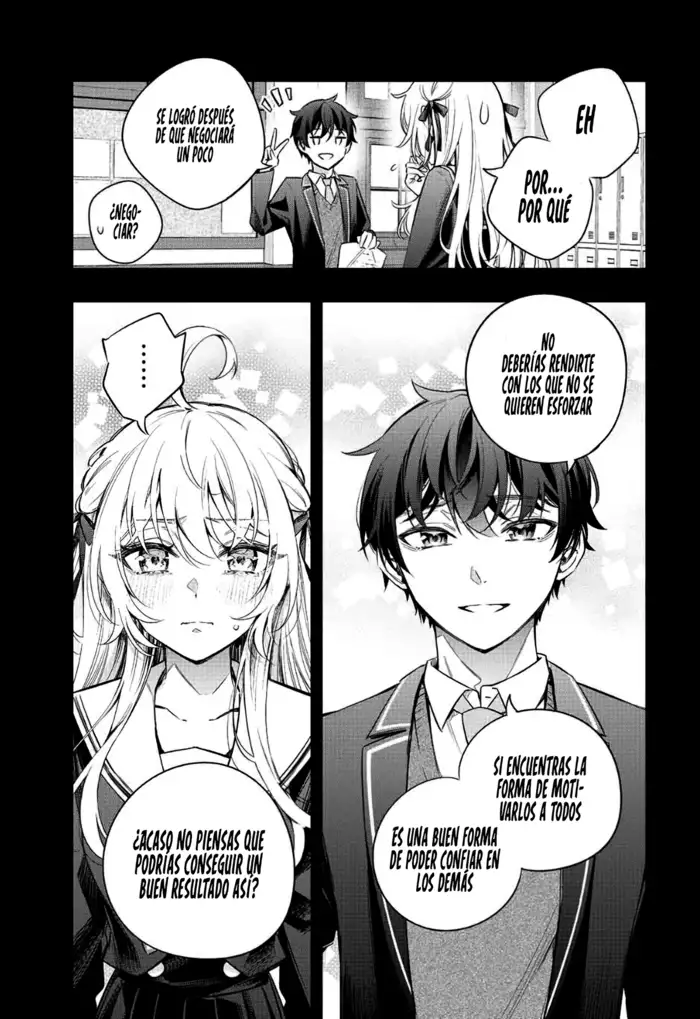 EH
POR...
POR QUÉ
SE LOGRÓ DESPUÉS
DE QUE NEGOCIARÁ
UN POCO
¿NEGO-
CIAR?
NO
DEBERÍAS RENDIRTE
CON LOS QUE NO SE
QUIEREN ESFORZAR
SI ENCUENTRAS LA
FORMA DE MOTI-
VARLOS A TODOS
ES UNA BUEN FORMA
DE PODER CONFIAR EN
LOS DEMÁS
......
¿ACASO NO PIENSAS QUE
PODRÍAS CONSEGUIR UN
BUEN RESULTADO ASÍ?